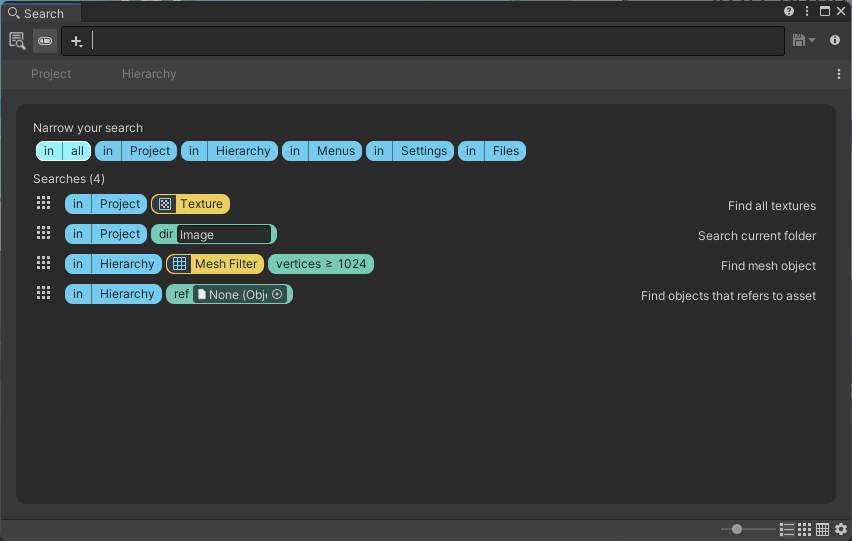 Search
Project Hierarchy
Narrow your search
in all in Project in Hierarchy in Menus in Settings in Files
Searches (4)
in Project Texture Find all textures
in Project dir Image Search current folder
in Hierarchy Mesh Filter vertices ≥ 1024 Find mesh object
in Hierarchy ref None (Obje Find objects that refers to asset